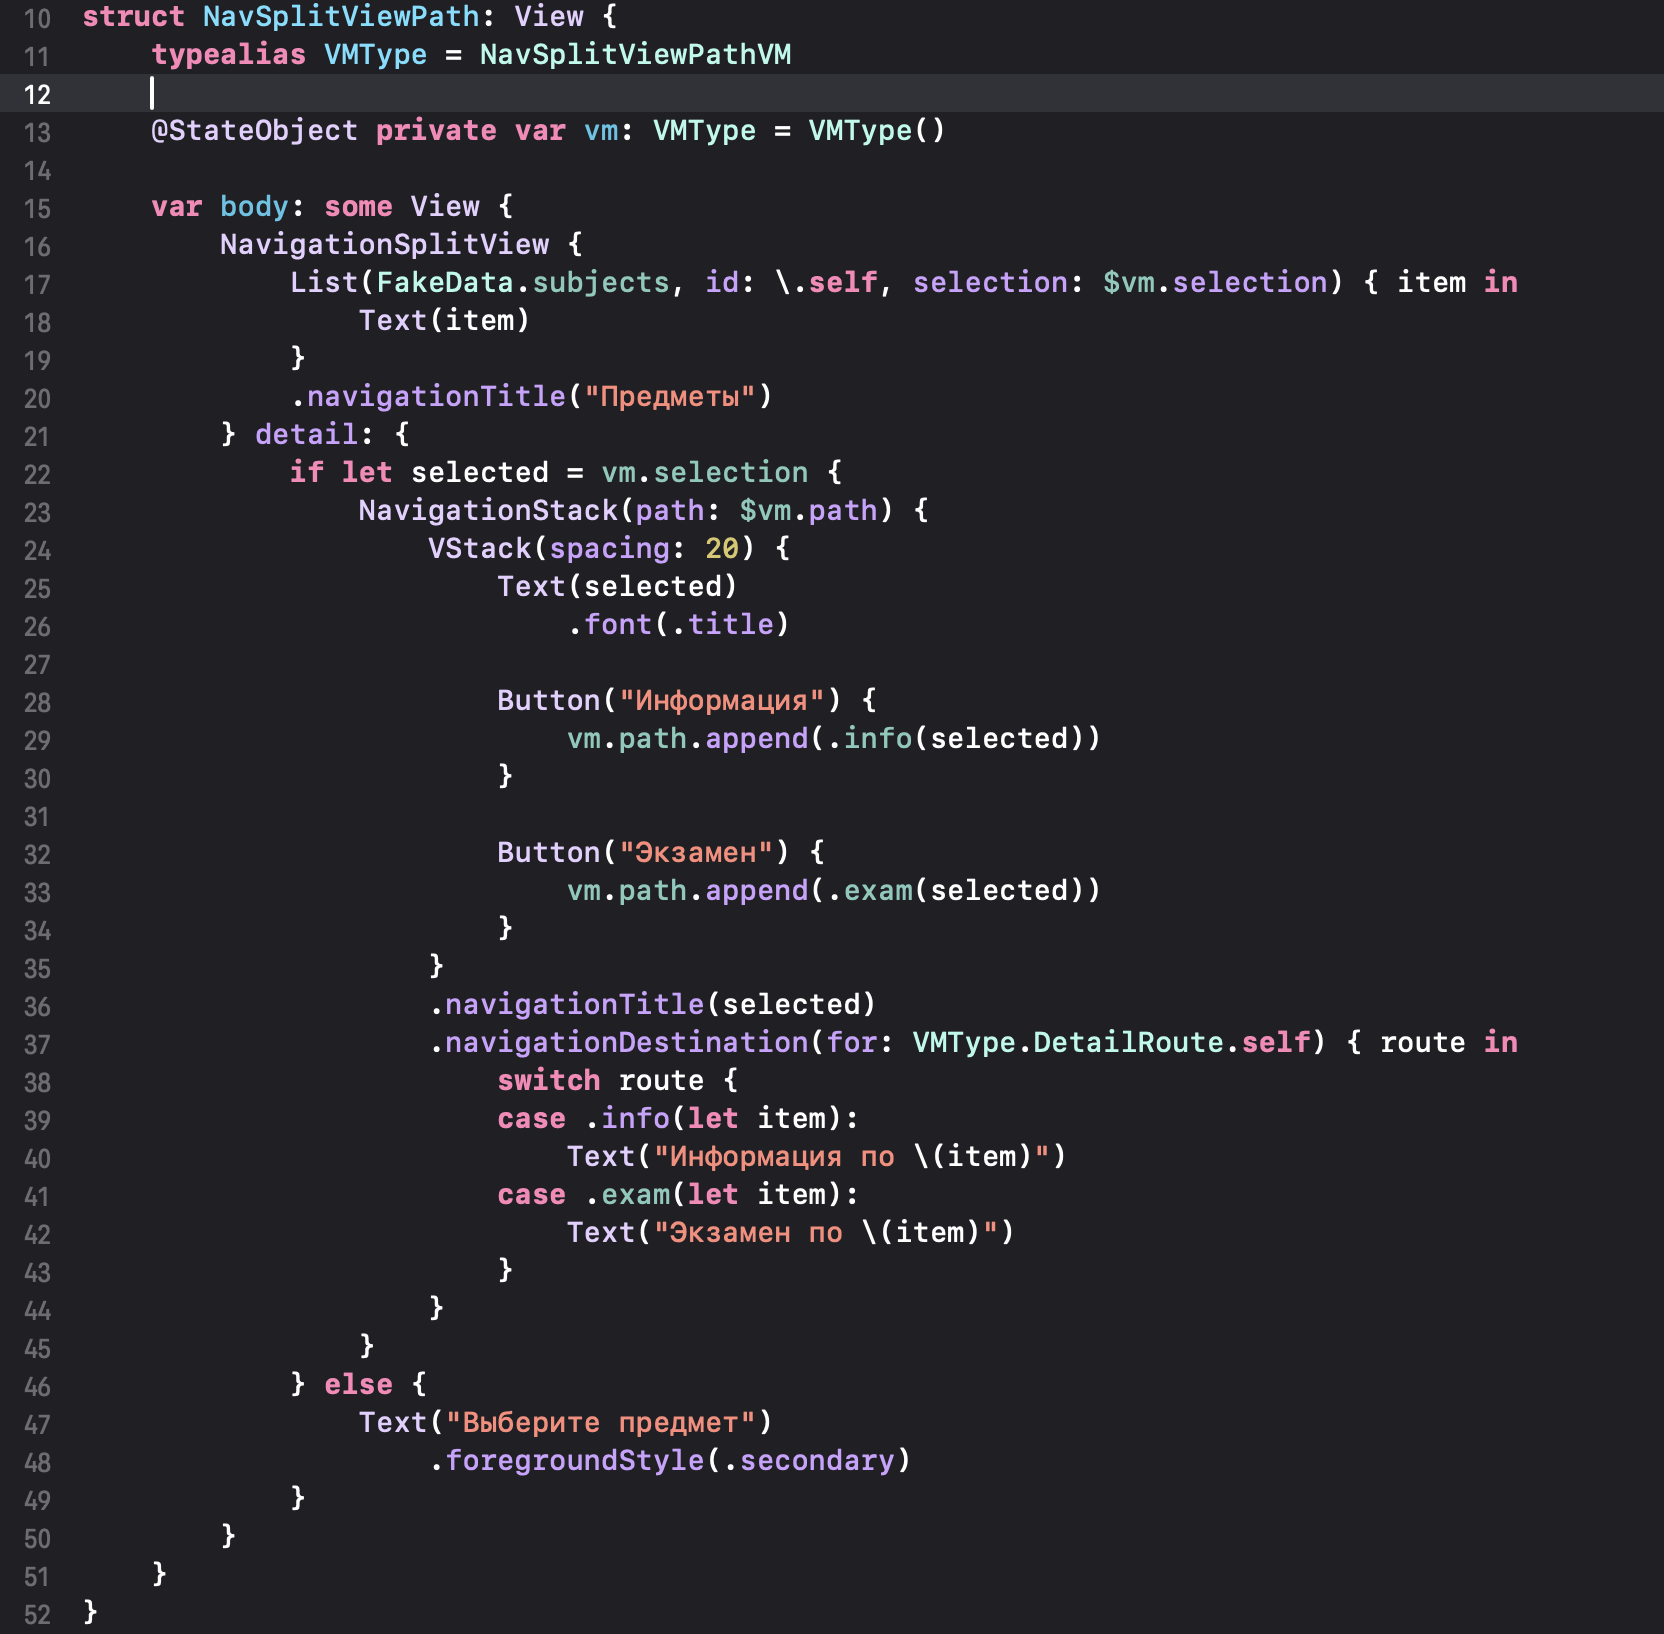 10 struct NavSplitViewPath: View {
11     typealias VMType = NavSplitViewPathVM
12
13     @StateObject private var vm: VMType = VMType()
14
15     var body: some View {
16         NavigationSplitView {
17             List(FakeData.subjects, id: \.self, selection: $vm.selection) { item in
18                 Text(item)
19             }
20             .navigationTitle("Предметы")
21         } detail: {
22             if let selected = vm.selection {
23                 NavigationStack(path: $vm.path) {
24                     VStack(spacing: 20) {
25                         Text(selected)
26                             .font(.title)
27
28                         Button("Информация") {
29                             vm.path.append(.info(selected))
30                         }
31
32                         Button("Экзамен") {
33                             vm.path.append(.exam(selected))
34                         }
35                     }
36                     .navigationTitle(selected)
37                     .navigationDestination(for: VMType.DetailRoute.self) { route in
38                         switch route {
39                         case .info(let item):
40                             Text("Информация по \(item)")
41                         case .exam(let item):
42                             Text("Экзамен по \(item)")
43                         }
44                     }
45                 }
46             } else {
47                 Text("Выберите предмет")
48                     .foregroundStyle(.secondary)
49             }
50         }
51     }
52 }